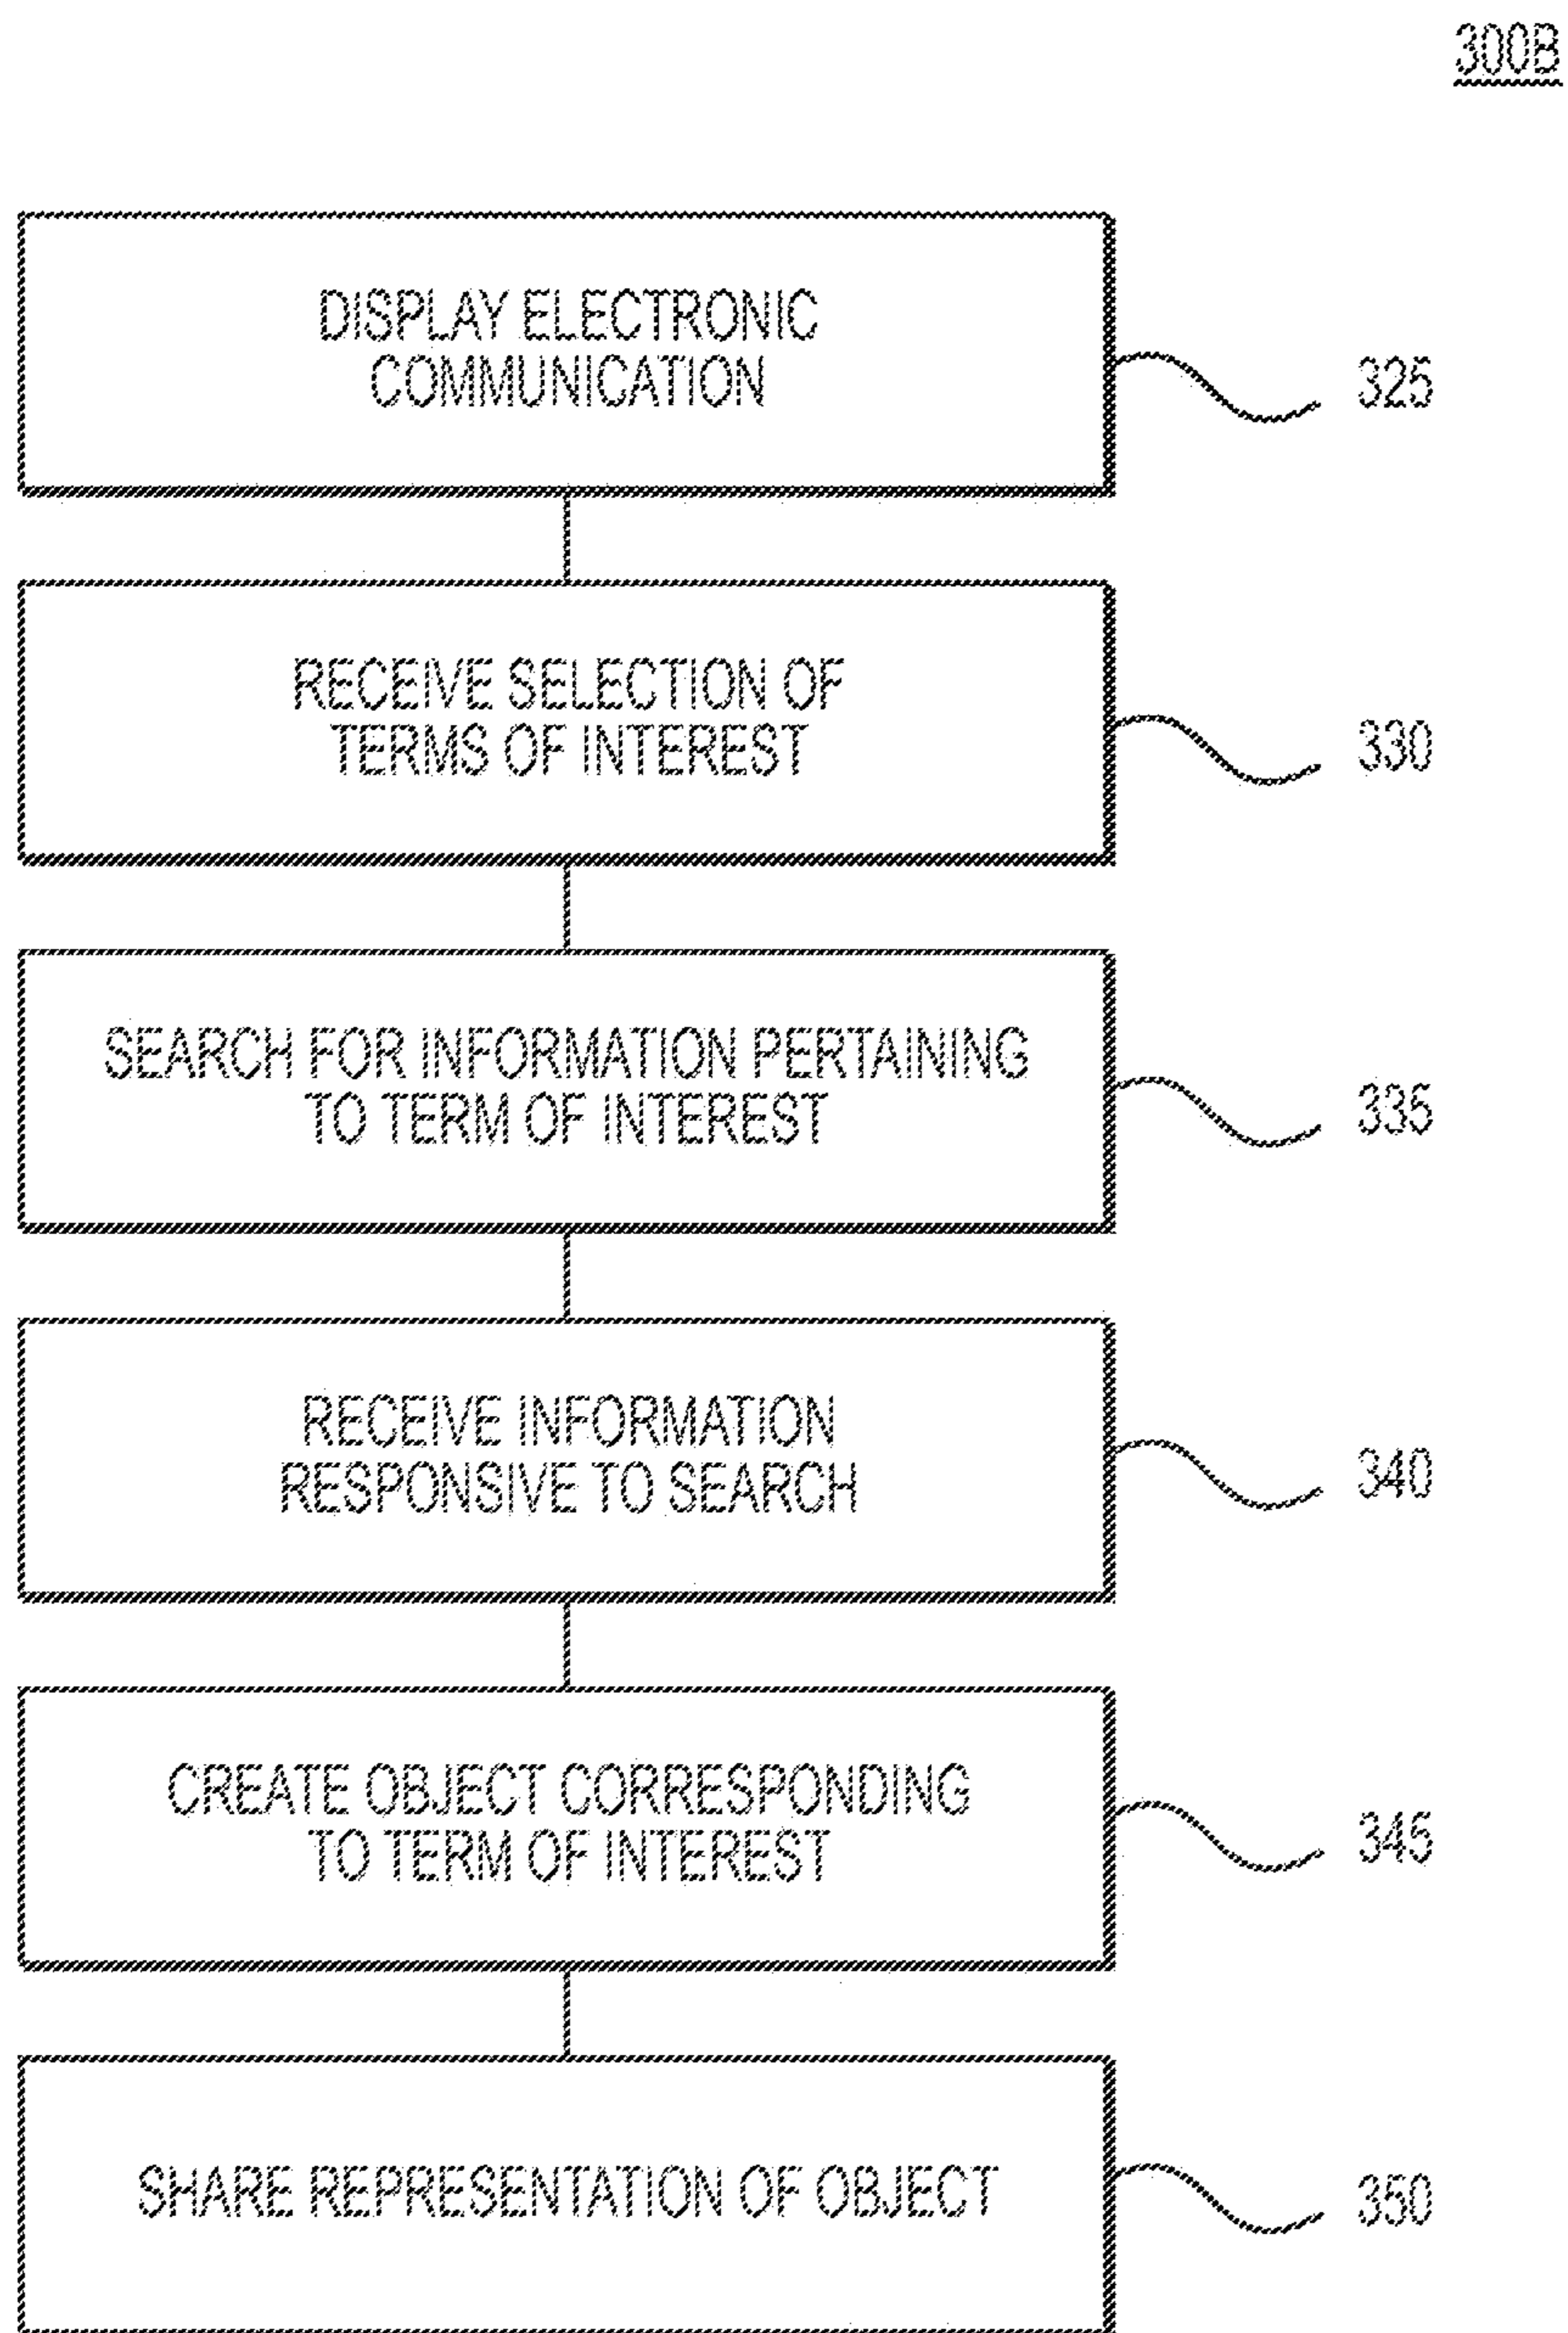 300B
DISPLAY ELECTRONIC
COMMUNICATION
325
RECEIVE SELECTION OF
TERMS OF INTEREST
330
SEARCH FOR INFORMATION PERTAINING
TO TERM OF INTEREST
335
RECEIVE INFORMATION
RESPONSIVE TO SEARCH
340
CREATE OBJECT CORRESPONDING
TO TERM OF INTEREST
345
SHARE REPRESENTATION OF OBJECT
350